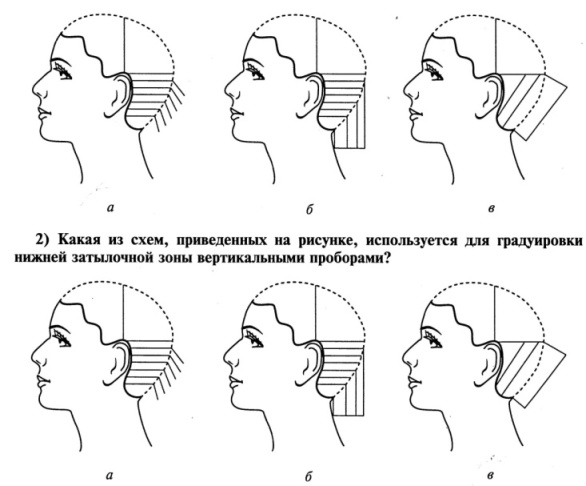 а б в
2) Какая из схем, приведенных на рисунке, используется для градуировки
нижней затылочной зоны вертикальными проборами?
а б в